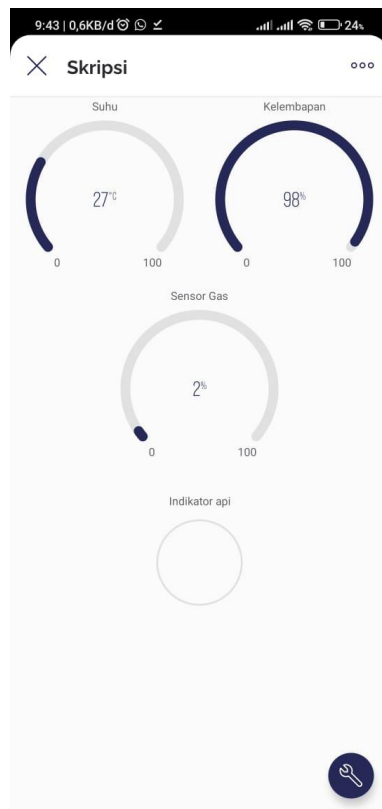 9:43 | 0,6KB/d 24%
Skripsi
Suhu Kelembapan
27°C 98%
0 100 0 100
Sensor Gas
2%
0 100
Indikator api